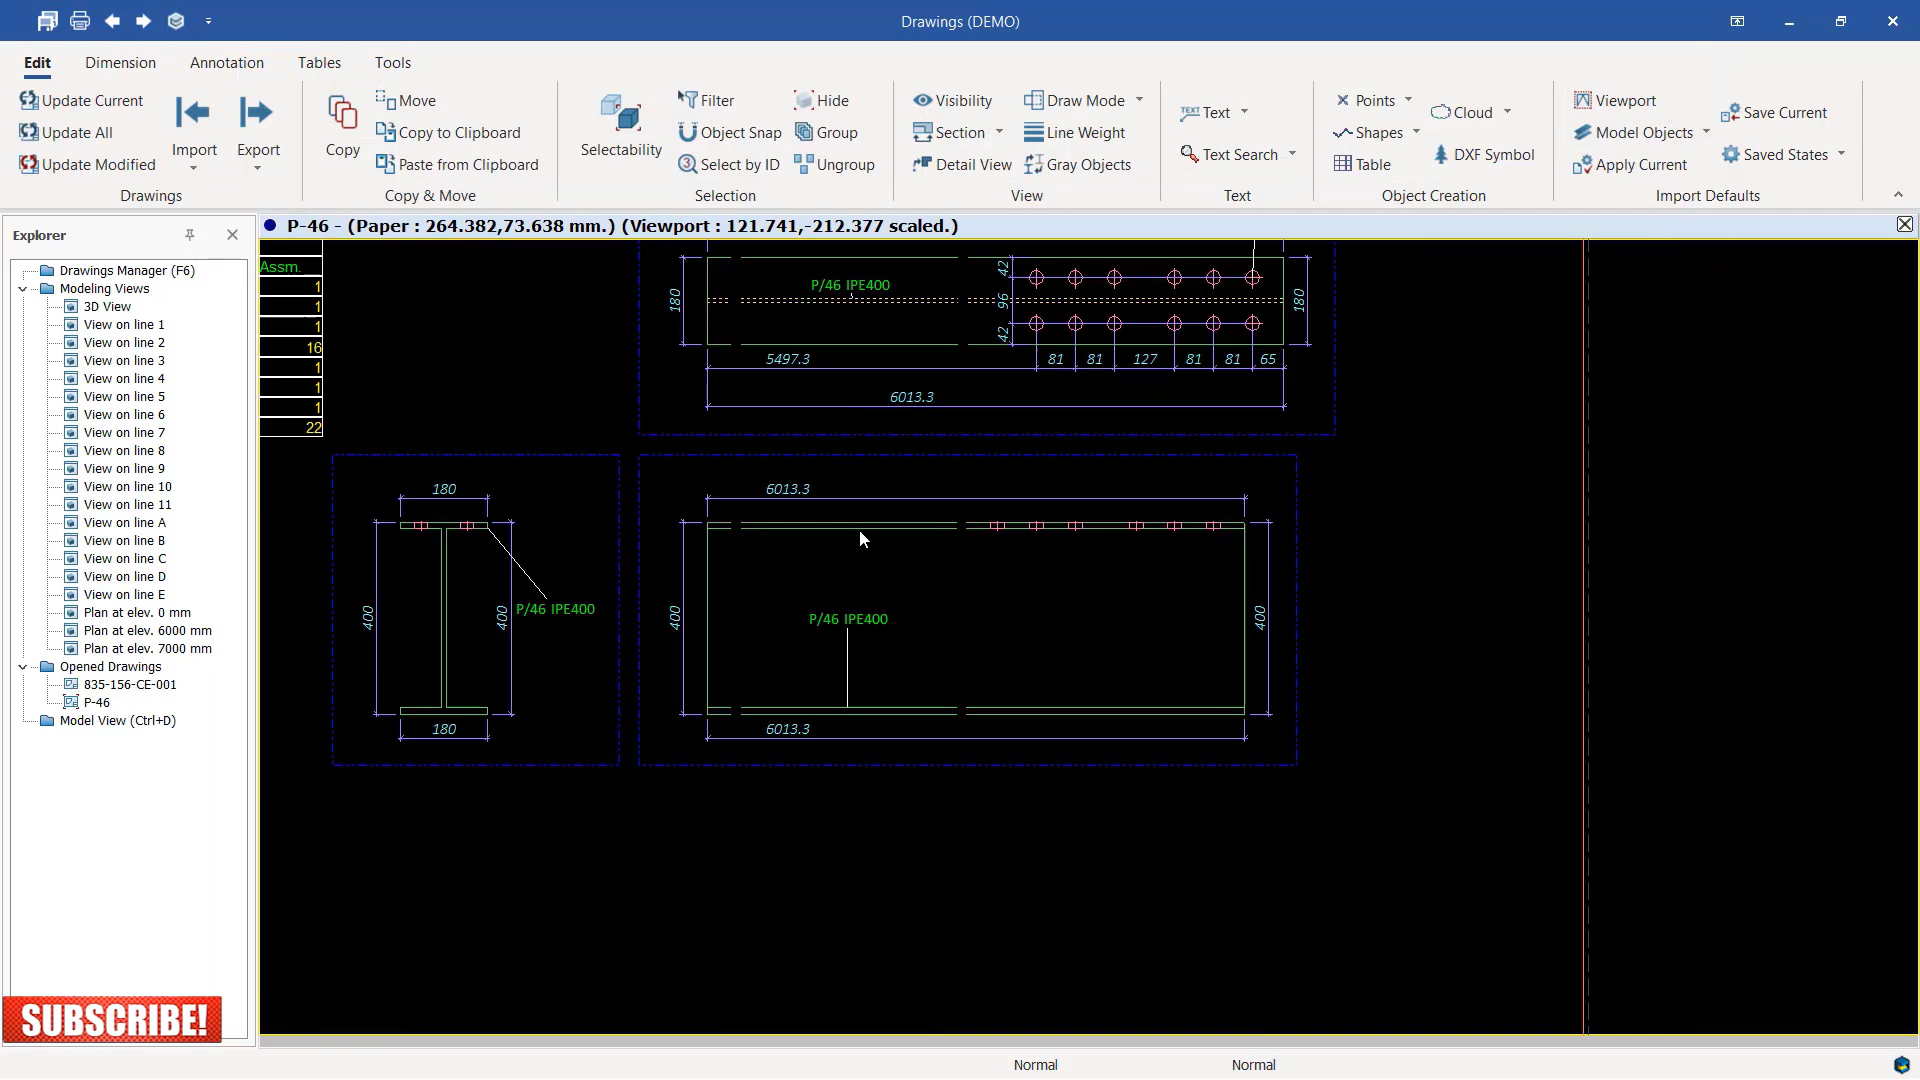 Drawings (DEMO)
Edit Dimension Annotation Tables Tools
Update Current
Update All
Update Modified
Import
Export
Drawings
Copy
Move
Copy to Clipboard
Paste from Clipboard
Copy & Move
Selectability
Filter
Object Snap
Select by ID
Hide
Group
Ungroup
Selection
Visibility
Section
Detail View
Draw Mode
Line Weight
Gray Objects
View
TEXT Text
Text Search
Text
Points
Shapes
Table
Cloud
DXF Symbol
Object Creation
Viewport
Model Objects
Apply Current
Save Current
Saved States
Import Defaults
Explorer
Drawings Manager (F6)
Modeling Views
3D View
View on line 1
View on line 2
View on line 3
View on line 4
View on line 5
View on line 6
View on line 7
View on line 8
View on line 9
View on line 10
View on line 11
View on line A
View on line B
View on line C
View on line D
View on line E
Plan at elev. 0 mm
Plan at elev. 6000 mm
Plan at elev. 7000 mm
Opened Drawings
835-156-CE-001
P-46
Model View (Ctrl+D)
SUBSCRIBE!
P-46 - (Paper : 264.382,73.638 mm.) (Viewport : 121.741,-212.377 scaled.)
Assm.
1
1
1
16
1
1
1
22
180
P/46 IPE400
42
96
42
180
5497.3 81 81 127 81 81 65
6013.3
180
400
400
P/46 IPE400
180
6013.3
400
P/46 IPE400
400
6013.3
Normal Normal